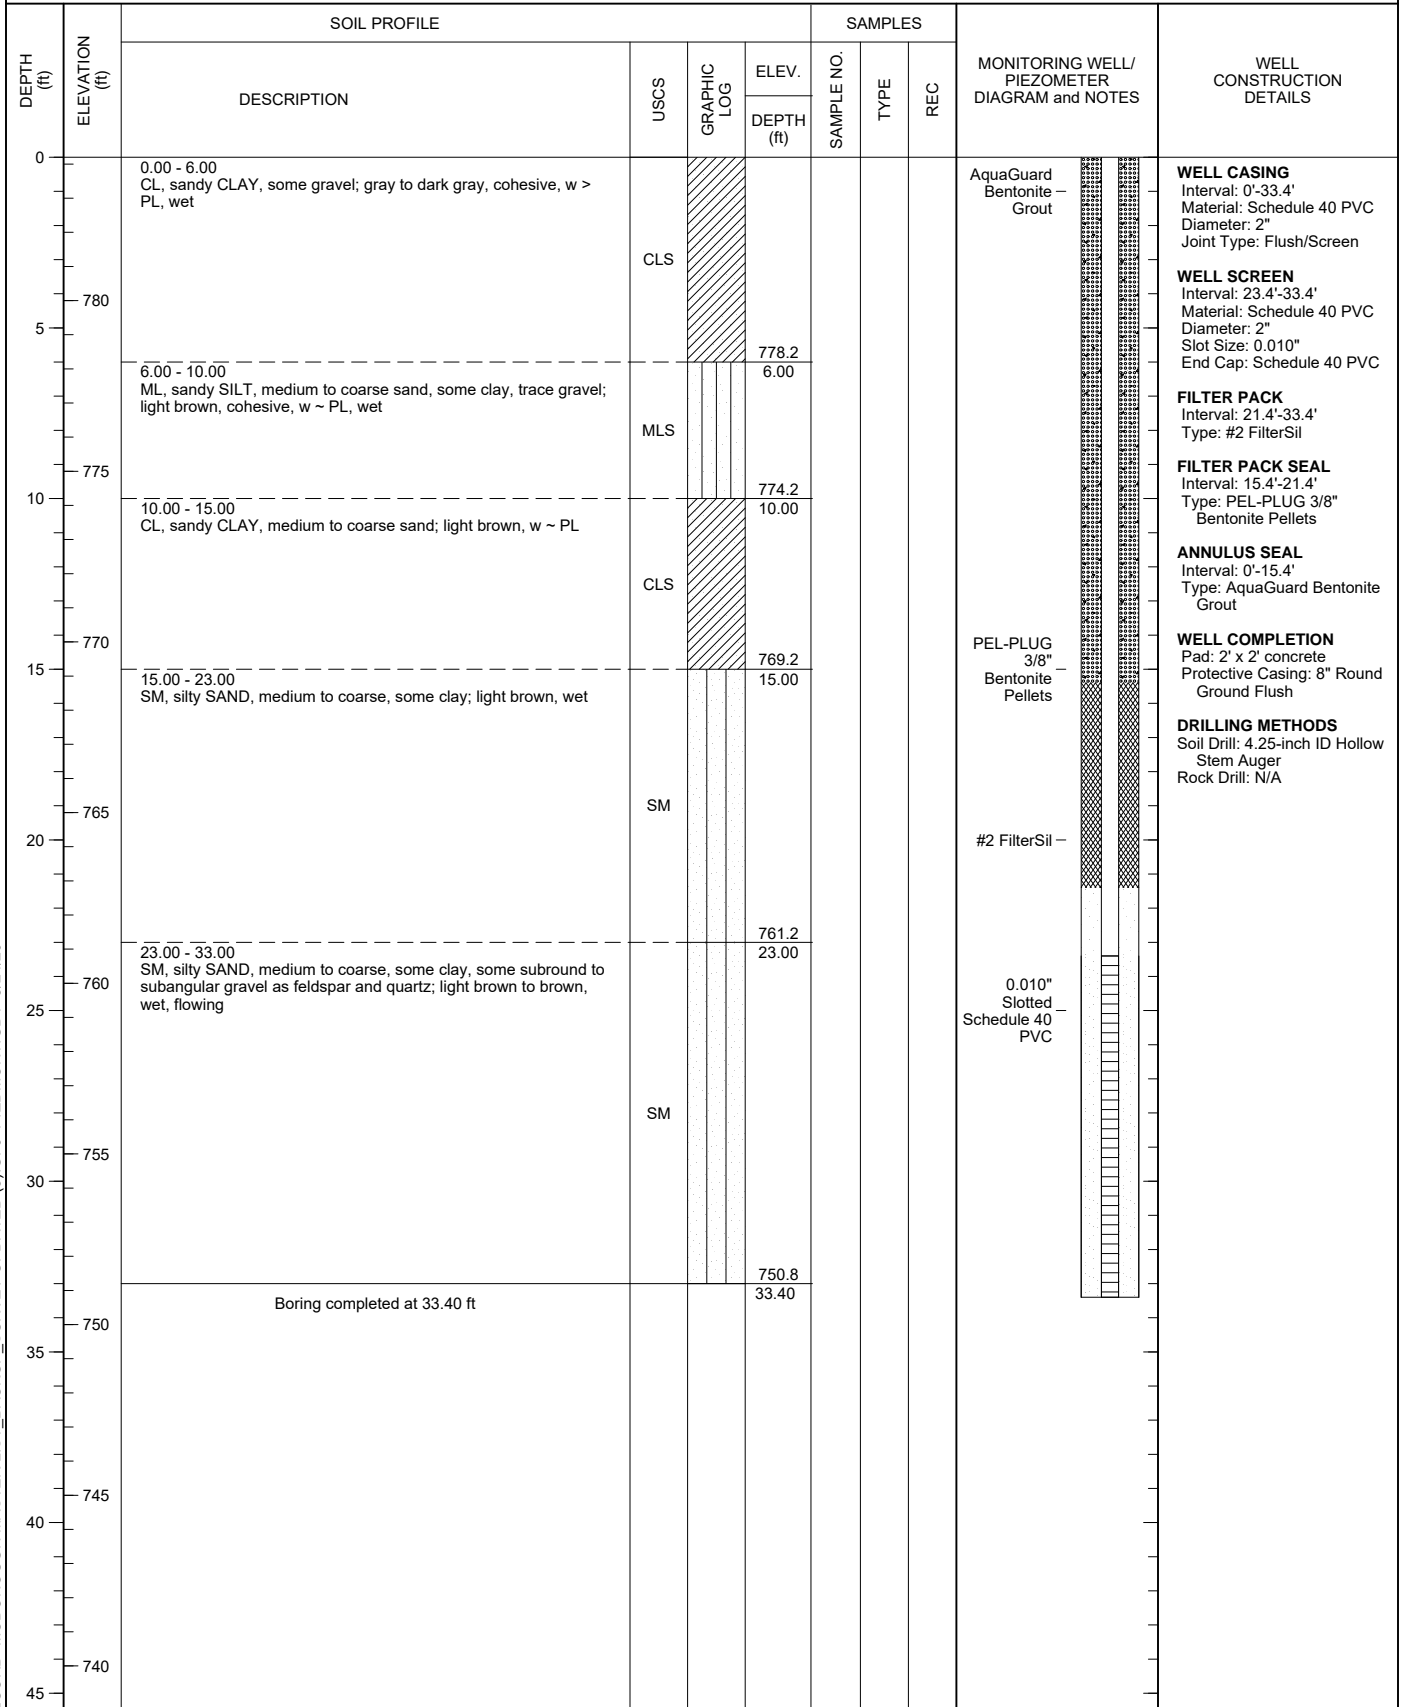 SOIL PROFILE
SAMPLES
DEPTH
(ft)
ELEVATION
(ft)
DESCRIPTION
USCS
GRAPHIC
LOG
ELEV.
DEPTH
(ft)
SAMPLE NO.
TYPE
REC
MONITORING WELL/
PIEZOMETER
DIAGRAM and NOTES
WELL
CONSTRUCTION
DETAILS
0
5
10
15
20
25
30
35
40
45
780
775
770
765
760
755
750
745
740
0.00 - 6.00
CL, sandy CLAY, some gravel; gray to dark gray, cohesive, w >
PL, wet
CLS
778.2
6.00
6.00 - 10.00
ML, sandy SILT, medium to coarse sand, some clay, trace gravel;
light brown, cohesive, w ~ PL, wet
MLS
774.2
10.00
10.00 - 15.00
CL, sandy CLAY, medium to coarse sand; light brown, w ~ PL
CLS
769.2
15.00
15.00 - 23.00
SM, silty SAND, medium to coarse, some clay; light brown, wet
SM
761.2
23.00
23.00 - 33.00
SM, silty SAND, medium to coarse, some clay, some subround to
subangular gravel as feldspar and quartz; light brown to brown,
wet, flowing
SM
750.8
33.40
Boring completed at 33.40 ft
AquaGuard
Bentonite
Grout
PEL-PLUG
3/8"
Bentonite
Pellets
#2 FilterSil
0.010"
Slotted
Schedule 40
PVC
WELL CASING
Interval: 0'-33.4'
Material: Schedule 40 PVC
Diameter: 2"
Joint Type: Flush/Screen
WELL SCREEN
Interval: 23.4'-33.4'
Material: Schedule 40 PVC
Diameter: 2"
Slot Size: 0.010"
End Cap: Schedule 40 PVC
FILTER PACK
Interval: 21.4'-33.4'
Type: #2 FilterSil
FILTER PACK SEAL
Interval: 15.4'-21.4'
Type: PEL-PLUG 3/8"
Bentonite Pellets
ANNULUS SEAL
Interval: 0'-15.4'
Type: AquaGuard Bentonite
Grout
WELL COMPLETION
Pad: 2' x 2' concrete
Protective Casing: 8" Round
Ground Flush
DRILLING METHODS
Soil Drill: 4.25-inch ID Hollow
Stem Auger
Rock Drill: N/A